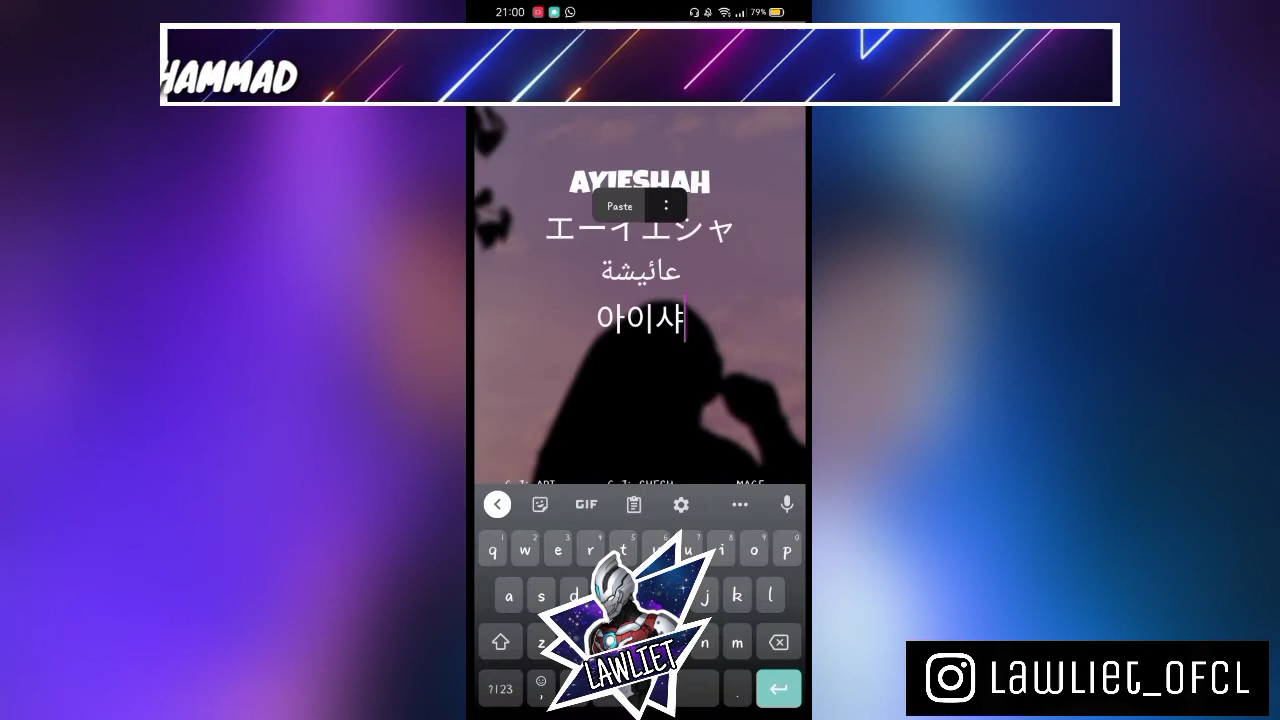 21:00
79%
HAMMAD
AYIESHAH
Paste
エーイエシャ
عائيشة
아이샤
GIF
q w e r t u i o p
a s d j k l
z n m
?123 , .
LAWLIET
LAWLIET_OFCL